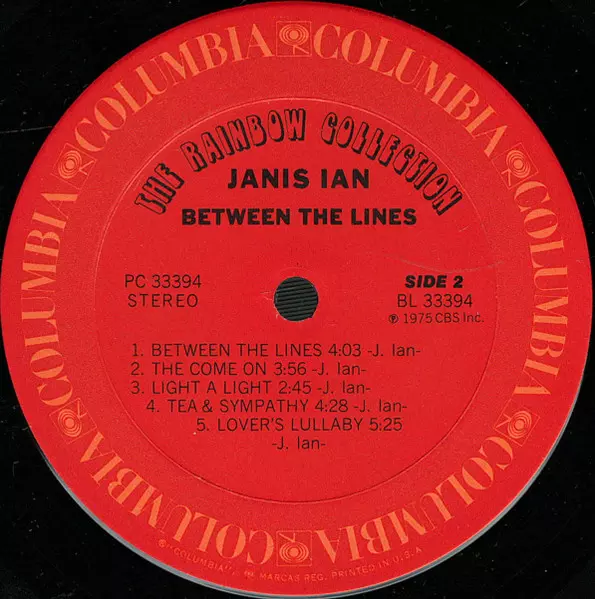 COLUMBIA COLUMBIA COLUMBIA COLUMBIA COLUMBIA COLUMBIA
THE RAINBOW COLLECTION
JANIS IAN
BETWEEN THE LINES
PC 33394
STEREO
SIDE 2
BL 33394
℗ 1975 CBS Inc.
1. BETWEEN THE LINES 4:03 -J. Ian-
2. THE COME ON 3:56 -J. Ian-
3. LIGHT A LIGHT 2:45 -J. Ian-
4. TEA & SYMPATHY 4:28 -J. Ian-
5. LOVER'S LULLABY 5:25
-J. Ian-
"COLUMBIA", MARCAS REG. PRINTED IN U.S.A